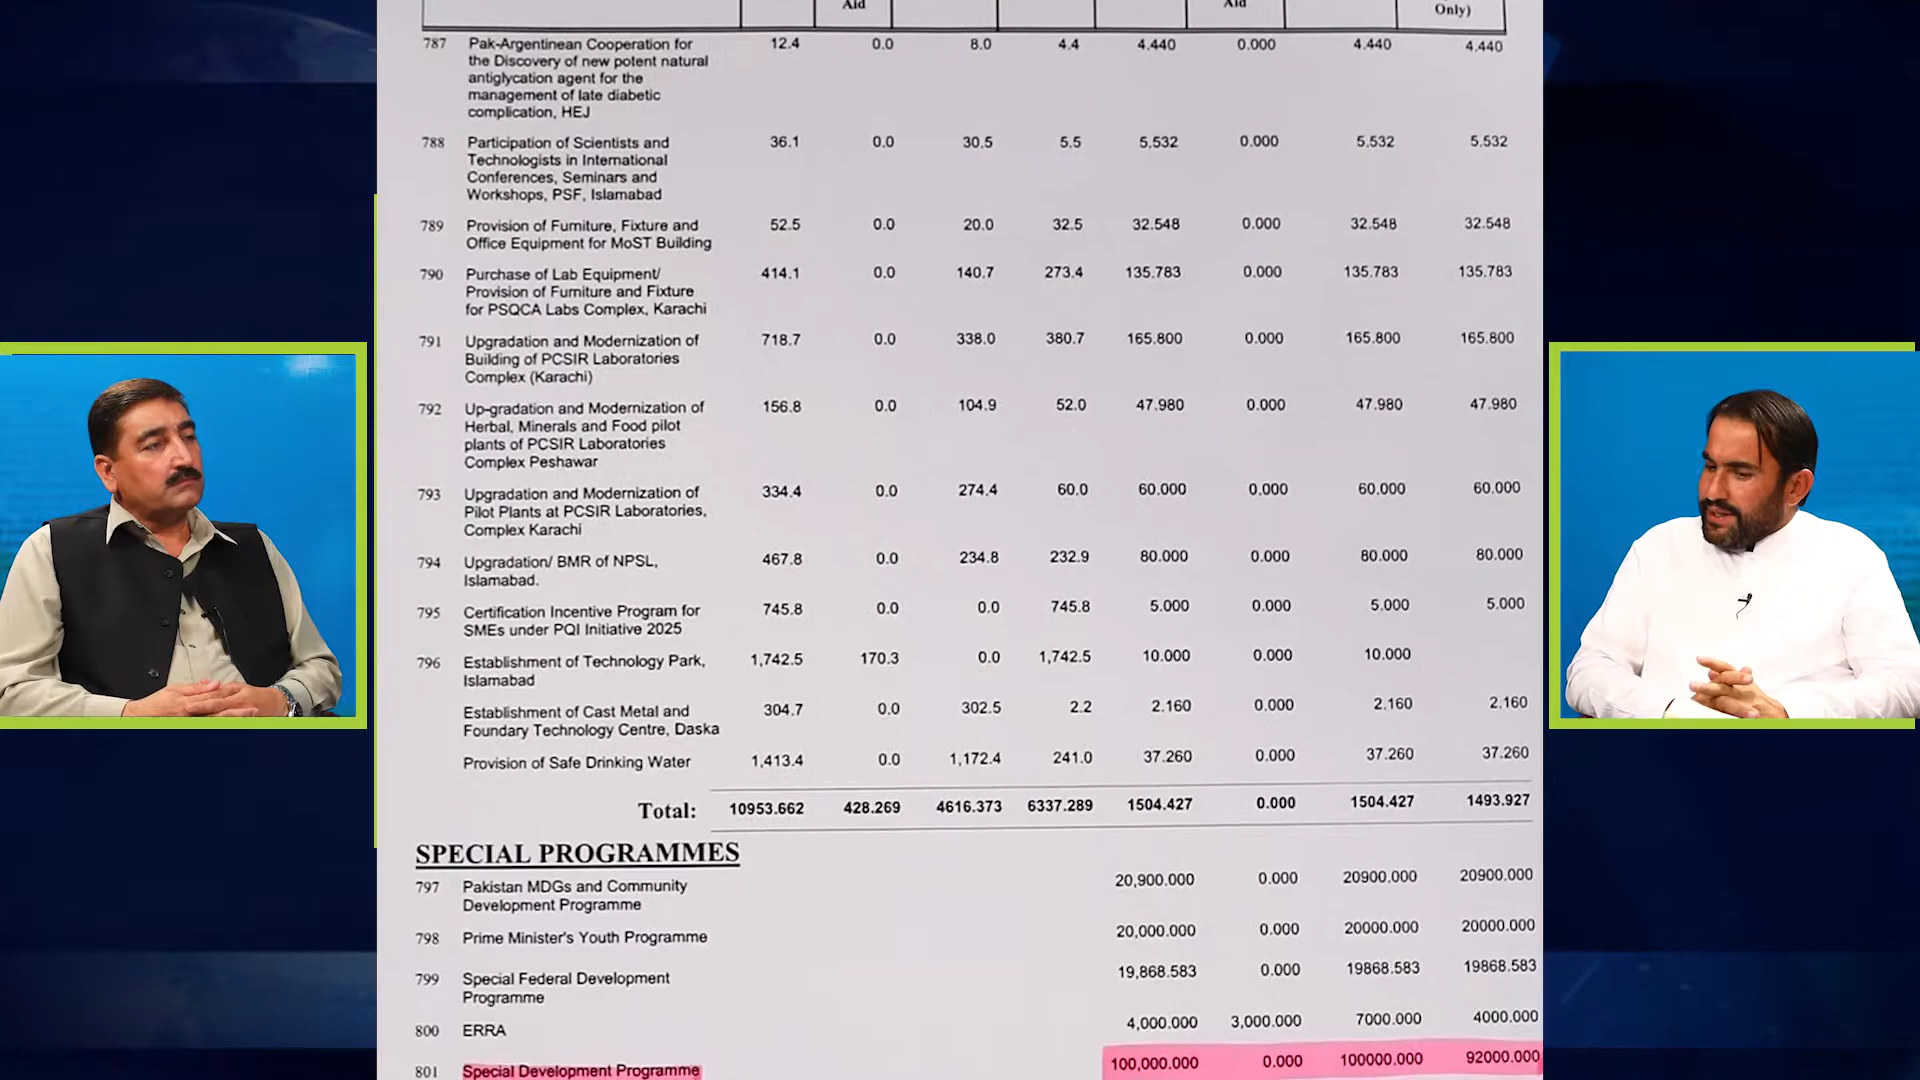 Aid Aid Only)
787 Pak-Argentinean Cooperation for 12.4 0.0 8.0 4.4 4.440 0.000 4.440 4.440
the Discovery of new potent natural
antiglycation agent for the
management of late diabetic
complication, HEJ
788 Participation of Scientists and 36.1 0.0 30.5 5.5 5.532 0.000 5.532 5.532
Technologists in International
Conferences, Seminars and
Workshops, PSF, Islamabad
789 Provision of Furniture, Fixture and 52.5 0.0 20.0 32.5 32.548 0.000 32.548 32.548
Office Equipment for MoST Building
790 Purchase of Lab Equipment/ 414.1 0.0 140.7 273.4 135.783 0.000 135.783 135.783
Provision of Furniture and Fixture
for PSQCA Labs Complex, Karachi
791 Upgradation and Modernization of 718.7 0.0 338.0 380.7 165.800 0.000 165.800 165.800
Building of PCSIR Laboratories
Complex (Karachi)
792 Up-gradation and Modernization of 156.8 0.0 104.9 52.0 47.980 0.000 47.980 47.980
Herbal, Minerals and Food pilot
plants of PCSIR Laboratories
Complex Peshawar
793 Upgradation and Modernization of 334.4 0.0 274.4 60.0 60.000 0.000 60.000 60.000
Pilot Plants at PCSIR Laboratories,
Complex Karachi
794 Upgradation/ BMR of NPSL, 467.8 0.0 234.8 232.9 80.000 0.000 80.000 80.000
Islamabad.
795 Certification Incentive Program for 745.8 0.0 0.0 745.8 5.000 0.000 5.000 5.000
SMEs under PQI Initiative 2025
796 Establishment of Technology Park, 1,742.5 170.3 0.0 1,742.5 10.000 0.000 10.000
Islamabad
Establishment of Cast Metal and 304.7 0.0 302.5 2.2 2.160 0.000 2.160 2.160
Foundary Technology Centre, Daska
Provision of Safe Drinking Water 1,413.4 0.0 1,172.4 241.0 37.260 0.000 37.260 37.260
Total: 10953.662 428.269 4616.373 6337.289 1504.427 0.000 1504.427 1493.927
SPECIAL PROGRAMMES
797 Pakistan MDGs and Community 20,900.000 0.000 20900.000 20900.000
Development Programme
798 Prime Minister's Youth Programme 20,000.000 0.000 20000.000 20000.000
799 Special Federal Development 19,868.583 0.000 19868.583 19868.583
Programme
800 ERRA 4,000.000 3,000.000 7000.000 4000.000
801 Special Development Programme 100,000.000 0.000 100000.000 92000.000